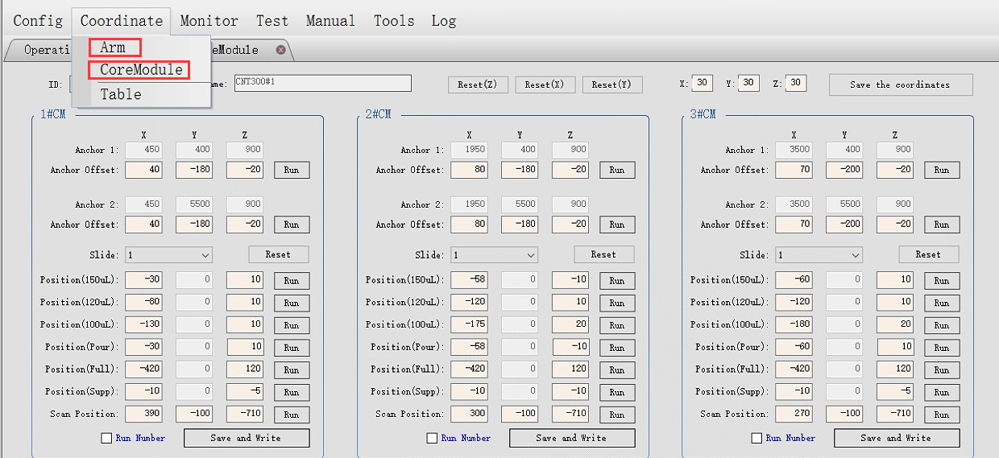 Config Coordinate Monitor Test Manual Tools Log
Arm
CoreModule
Table
Operati eModule
ID: me: CNT300#1 Reset(Z) Reset(X) Reset(Y) X: 30 Y: 30 Z: 30 Save the coordinates
1#CM 2#CM 3#CM
X Y Z X Y Z X Y Z
Anchor 1: 450 400 900 Anchor 1: 1950 400 900 Anchor 1: 3500 400 900
Anchor Offset: 40 -180 -20 Run Anchor Offset: 80 -180 -20 Run Anchor Offset: 70 -200 -20 Run
Anchor 2: 450 5500 900 Anchor 2: 1950 5500 900 Anchor 2: 3500 5500 900
Anchor Offset: 40 -180 -20 Run Anchor Offset: 80 -180 -20 Run Anchor Offset: 70 -200 -20 Run
Slide: 1 Reset Slide: 1 Reset Slide: 1 Reset
Position(150uL): -30 0 10 Run Position(150uL): -58 0 -10 Run Position(150uL): -60 0 10 Run
Position(120uL): -80 0 10 Run Position(120uL): -120 0 10 Run Position(120uL): -120 0 10 Run
Position(100uL): -130 0 10 Run Position(100uL): -175 0 20 Run Position(100uL): -180 0 20 Run
Position(Pour): -30 0 10 Run Position(Pour): -58 0 -10 Run Position(Pour): -60 0 10 Run
Position(Full): -420 0 120 Run Position(Full): -420 0 120 Run Position(Full): -420 0 120 Run
Position(Supp): -10 0 -5 Run Position(Supp): -10 0 -10 Run Position(Supp): -10 0 -5 Run
Scan Position: 390 -100 -710 Run Scan Position: 300 -100 -710 Run Scan Position: 270 -100 -710 Run
Run Number Save and Write Run Number Save and Write Run Number Save and Write